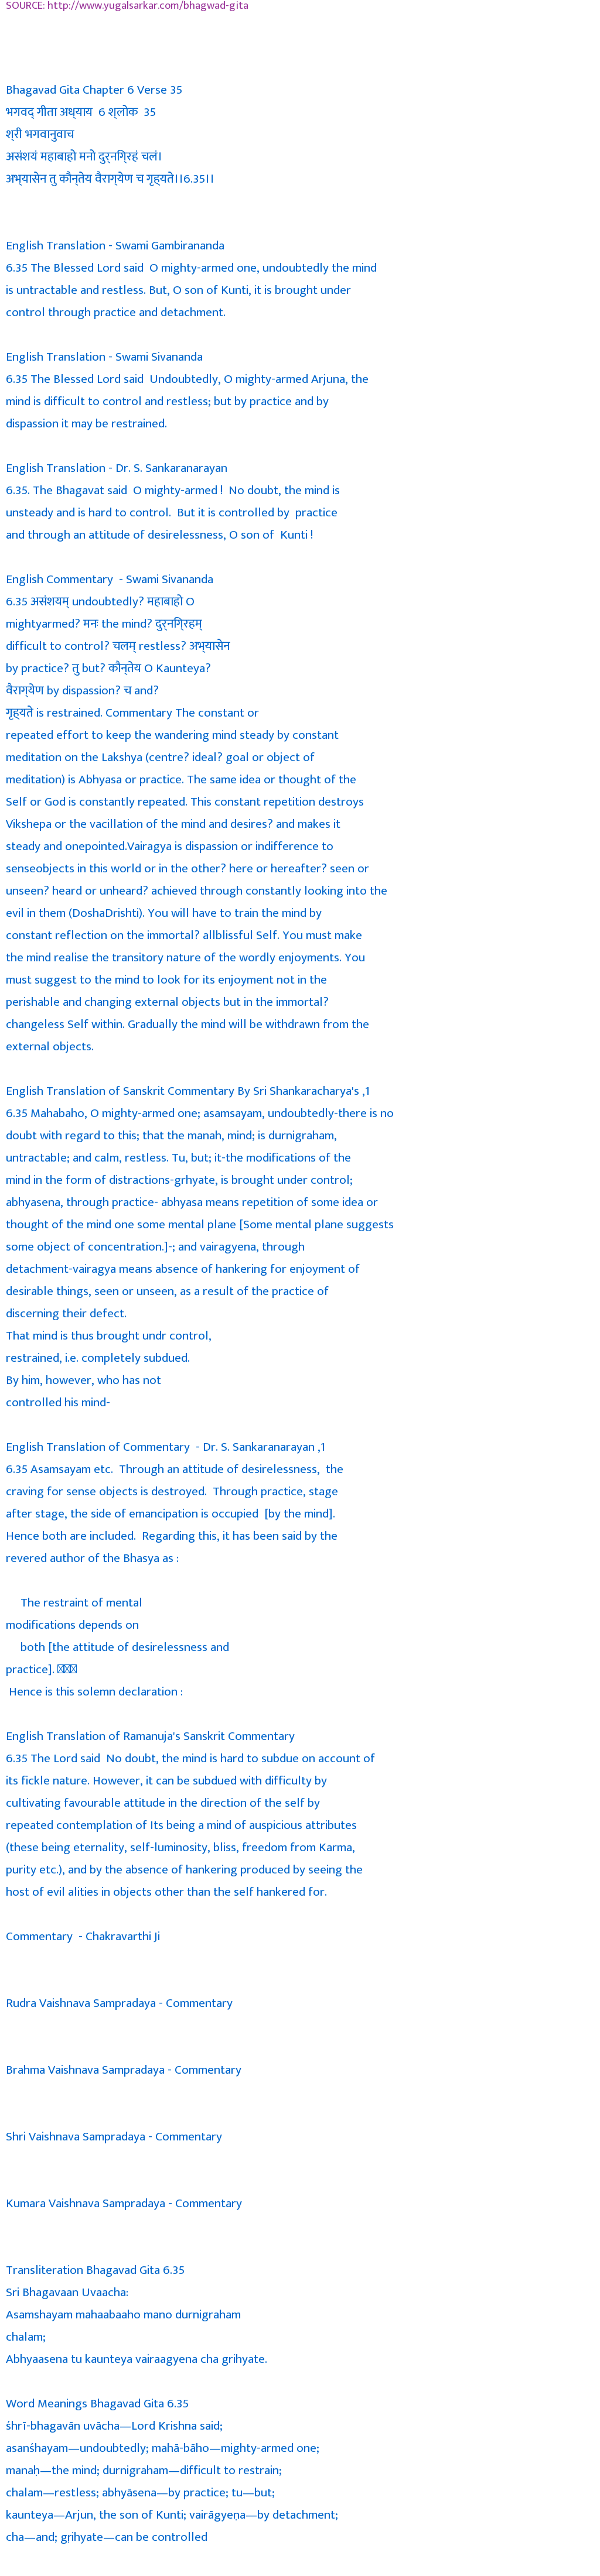 SOURCE: http://www.yugalsarkar.com/bhagwad-gita
Bhagavad Gita Chapter 6 Verse 35
भगवद् गीता अध्याय 6 श्लोक 35
श्री भगवानुवाच
असंशयं महाबाहो मनो दुर्निग्रहं चलं।
अभ्यासेन तु कौन्तेय वैराग्येण च गृह्यते।।6.35।।
English Translation - Swami Gambirananda
6.35 The Blessed Lord said  O mighty-armed one, undoubtedly the mind
is untractable and restless. But, O son of Kunti, it is brought under
control through practice and detachment.
English Translation - Swami Sivananda
6.35 The Blessed Lord said  Undoubtedly, O mighty-armed Arjuna, the
mind is difficult to control and restless; but by practice and by
dispassion it may be restrained.
English Translation - Dr. S. Sankaranarayan
6.35. The Bhagavat said  O mighty-armed !  No doubt, the mind is
unsteady and is hard to control.  But it is controlled by  practice
and through an attitude of desirelessness, O son of  Kunti !
English Commentary  - Swami Sivananda
6.35 असंशयम् undoubtedly? महाबाहो O
mightyarmed? मनः the mind? दुर्निग्रहम्
difficult to control? चलम् restless? अभ्यासेन
by practice? तु but? कौन्तेय O Kaunteya?
वैराग्येण by dispassion? च and?
गृह्यते is restrained. Commentary The constant or
repeated effort to keep the wandering mind steady by constant
meditation on the Lakshya (centre? ideal? goal or object of
meditation) is Abhyasa or practice. The same idea or thought of the
Self or God is constantly repeated. This constant repetition destroys
Vikshepa or the vacillation of the mind and desires? and makes it
steady and onepointed.Vairagya is dispassion or indifference to
senseobjects in this world or in the other? here or hereafter? seen or
unseen? heard or unheard? achieved through constantly looking into the
evil in them (DoshaDrishti). You will have to train the mind by
constant reflection on the immortal? allblissful Self. You must make
the mind realise the transitory nature of the wordly enjoyments. You
must suggest to the mind to look for its enjoyment not in the
perishable and changing external objects but in the immortal?
changeless Self within. Gradually the mind will be withdrawn from the
external objects.
English Translation of Sanskrit Commentary By Sri Shankaracharya's ,1
6.35 Mahabaho, O mighty-armed one; asamsayam, undoubtedly-there is no
doubt with regard to this; that the manah, mind; is durnigraham,
untractable; and calm, restless. Tu, but; it-the modifications of the
mind in the form of distractions-grhyate, is brought under control;
abhyasena, through practice- abhyasa means repetition of some idea or
thought of the mind one some mental plane [Some mental plane suggests
some object of concentration.]-; and vairagyena, through
detachment-vairagya means absence of hankering for enjoyment of
desirable things, seen or unseen, as a result of the practice of
discerning their defect.
That mind is thus brought undr control,
restrained, i.e. completely subdued.
By him, however, who has not
controlled his mind-
English Translation of Commentary  - Dr. S. Sankaranarayan ,1
6.35 Asamsayam etc.  Through an attitude of desirelessness,  the
craving for sense objects is destroyed.  Through practice, stage
after stage, the side of emancipation is occupied  [by the mind].
Hence both are included.  Regarding this, it has been said by the
revered author of the Bhasya as :
The restraint of mental
modifications depends on
both [the attitude of desirelessness and
practice].
Hence is this solemn declaration :
English Translation of Ramanuja's Sanskrit Commentary
6.35 The Lord said  No doubt, the mind is hard to subdue on account of
its fickle nature. However, it can be subdued with difficulty by
cultivating favourable attitude in the direction of the self by
repeated contemplation of Its being a mind of auspicious attributes
(these being eternality, self-luminosity, bliss, freedom from Karma,
purity etc.), and by the absence of hankering produced by seeing the
host of evil alities in objects other than the self hankered for.
Commentary  - Chakravarthi Ji
Rudra Vaishnava Sampradaya - Commentary
Brahma Vaishnava Sampradaya - Commentary
Shri Vaishnava Sampradaya - Commentary
Kumara Vaishnava Sampradaya - Commentary
Transliteration Bhagavad Gita 6.35
Sri Bhagavaan Uvaacha:
Asamshayam mahaabaaho mano durnigraham
chalam;
Abhyaasena tu kaunteya vairaagyena cha grihyate.
Word Meanings Bhagavad Gita 6.35
śhrī-bhagavān uvācha—Lord Krishna said;
asanśhayam—undoubtedly; mahā-bāho—mighty-armed one;
manaḥ—the mind; durnigraham—difficult to restrain;
chalam—restless; abhyāsena—by practice; tu—but;
kaunteya—Arjun, the son of Kunti; vairāgyeṇa—by detachment;
cha—and; gṛihyate—can be controlled